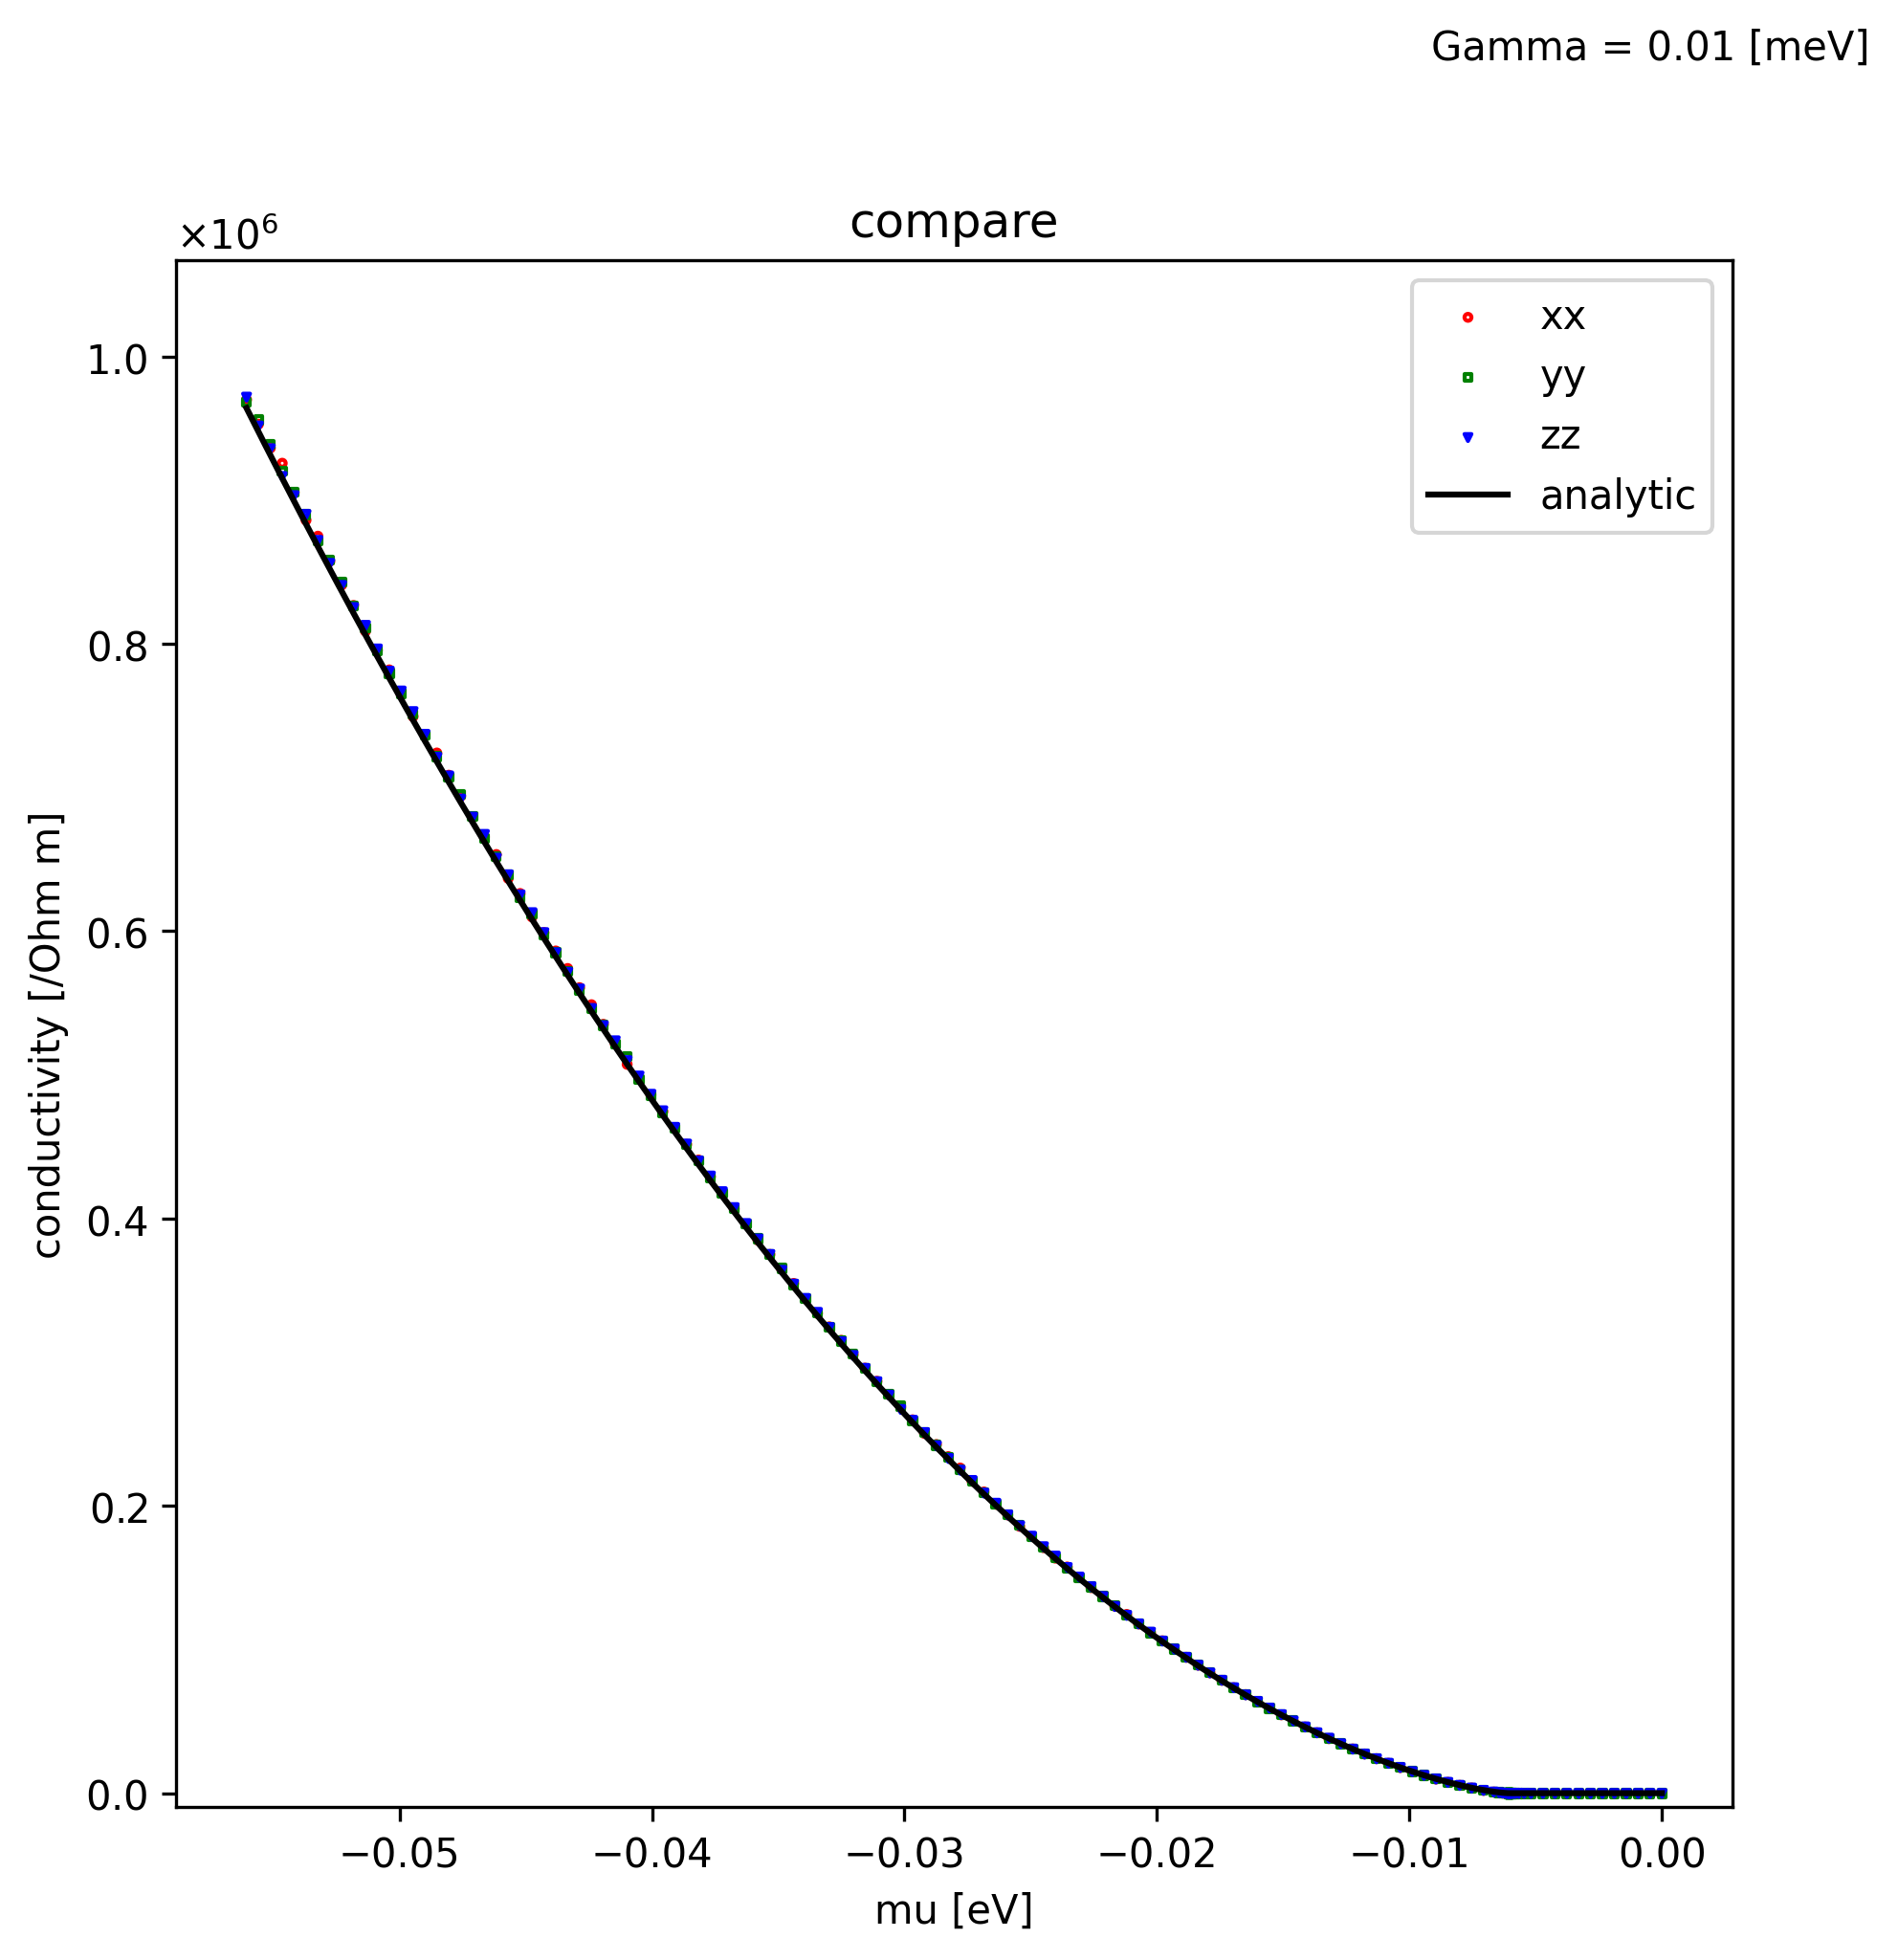 Gamma = 0.01 [meV]
compare
×10⁶
xx
yy
zz
analytic
1.0
0.8
0.6
0.4
0.2
0.0
conductivity [/Ohm m]
−0.05
−0.04
−0.03
−0.02
−0.01
0.00
mu [eV]